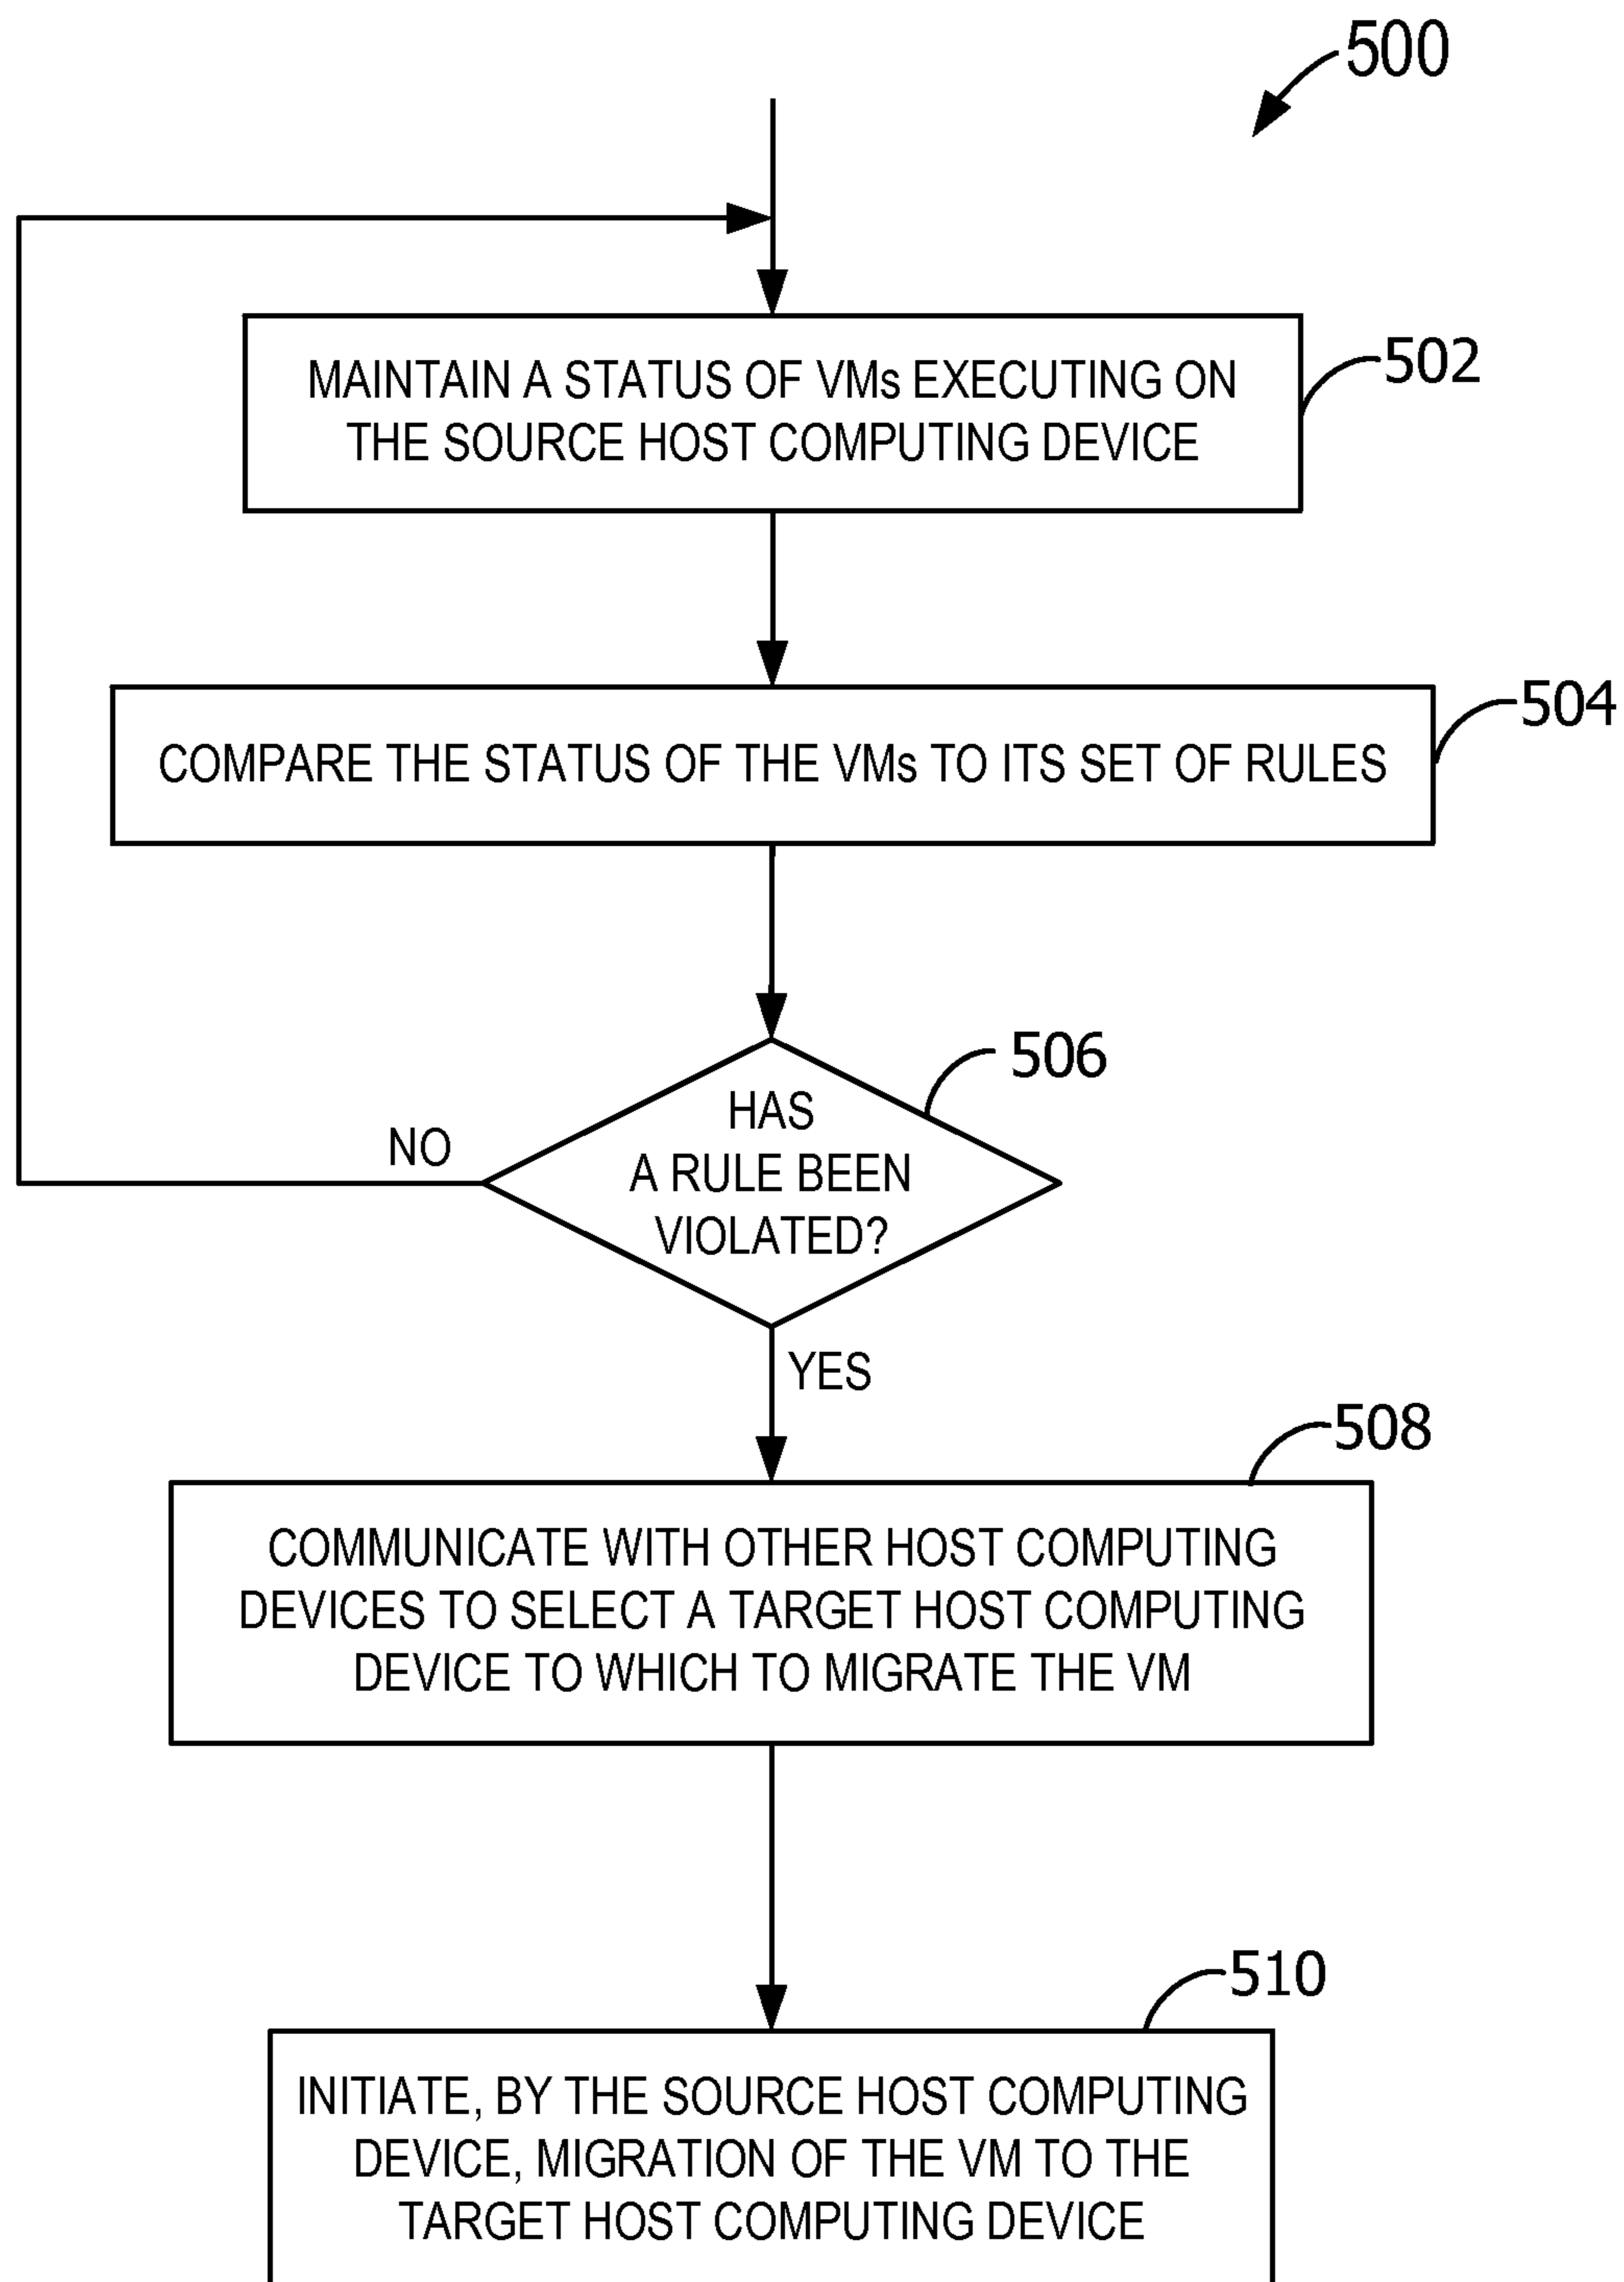 500
MAINTAIN A STATUS OF VMs EXECUTING ON
THE SOURCE HOST COMPUTING DEVICE
502
COMPARE THE STATUS OF THE VMs TO ITS SET OF RULES
504
HAS
A RULE BEEN
VIOLATED?
506
NO
YES
508
COMMUNICATE WITH OTHER HOST COMPUTING
DEVICES TO SELECT A TARGET HOST COMPUTING
DEVICE TO WHICH TO MIGRATE THE VM
510
INITIATE, BY THE SOURCE HOST COMPUTING
DEVICE, MIGRATION OF THE VM TO THE
TARGET HOST COMPUTING DEVICE